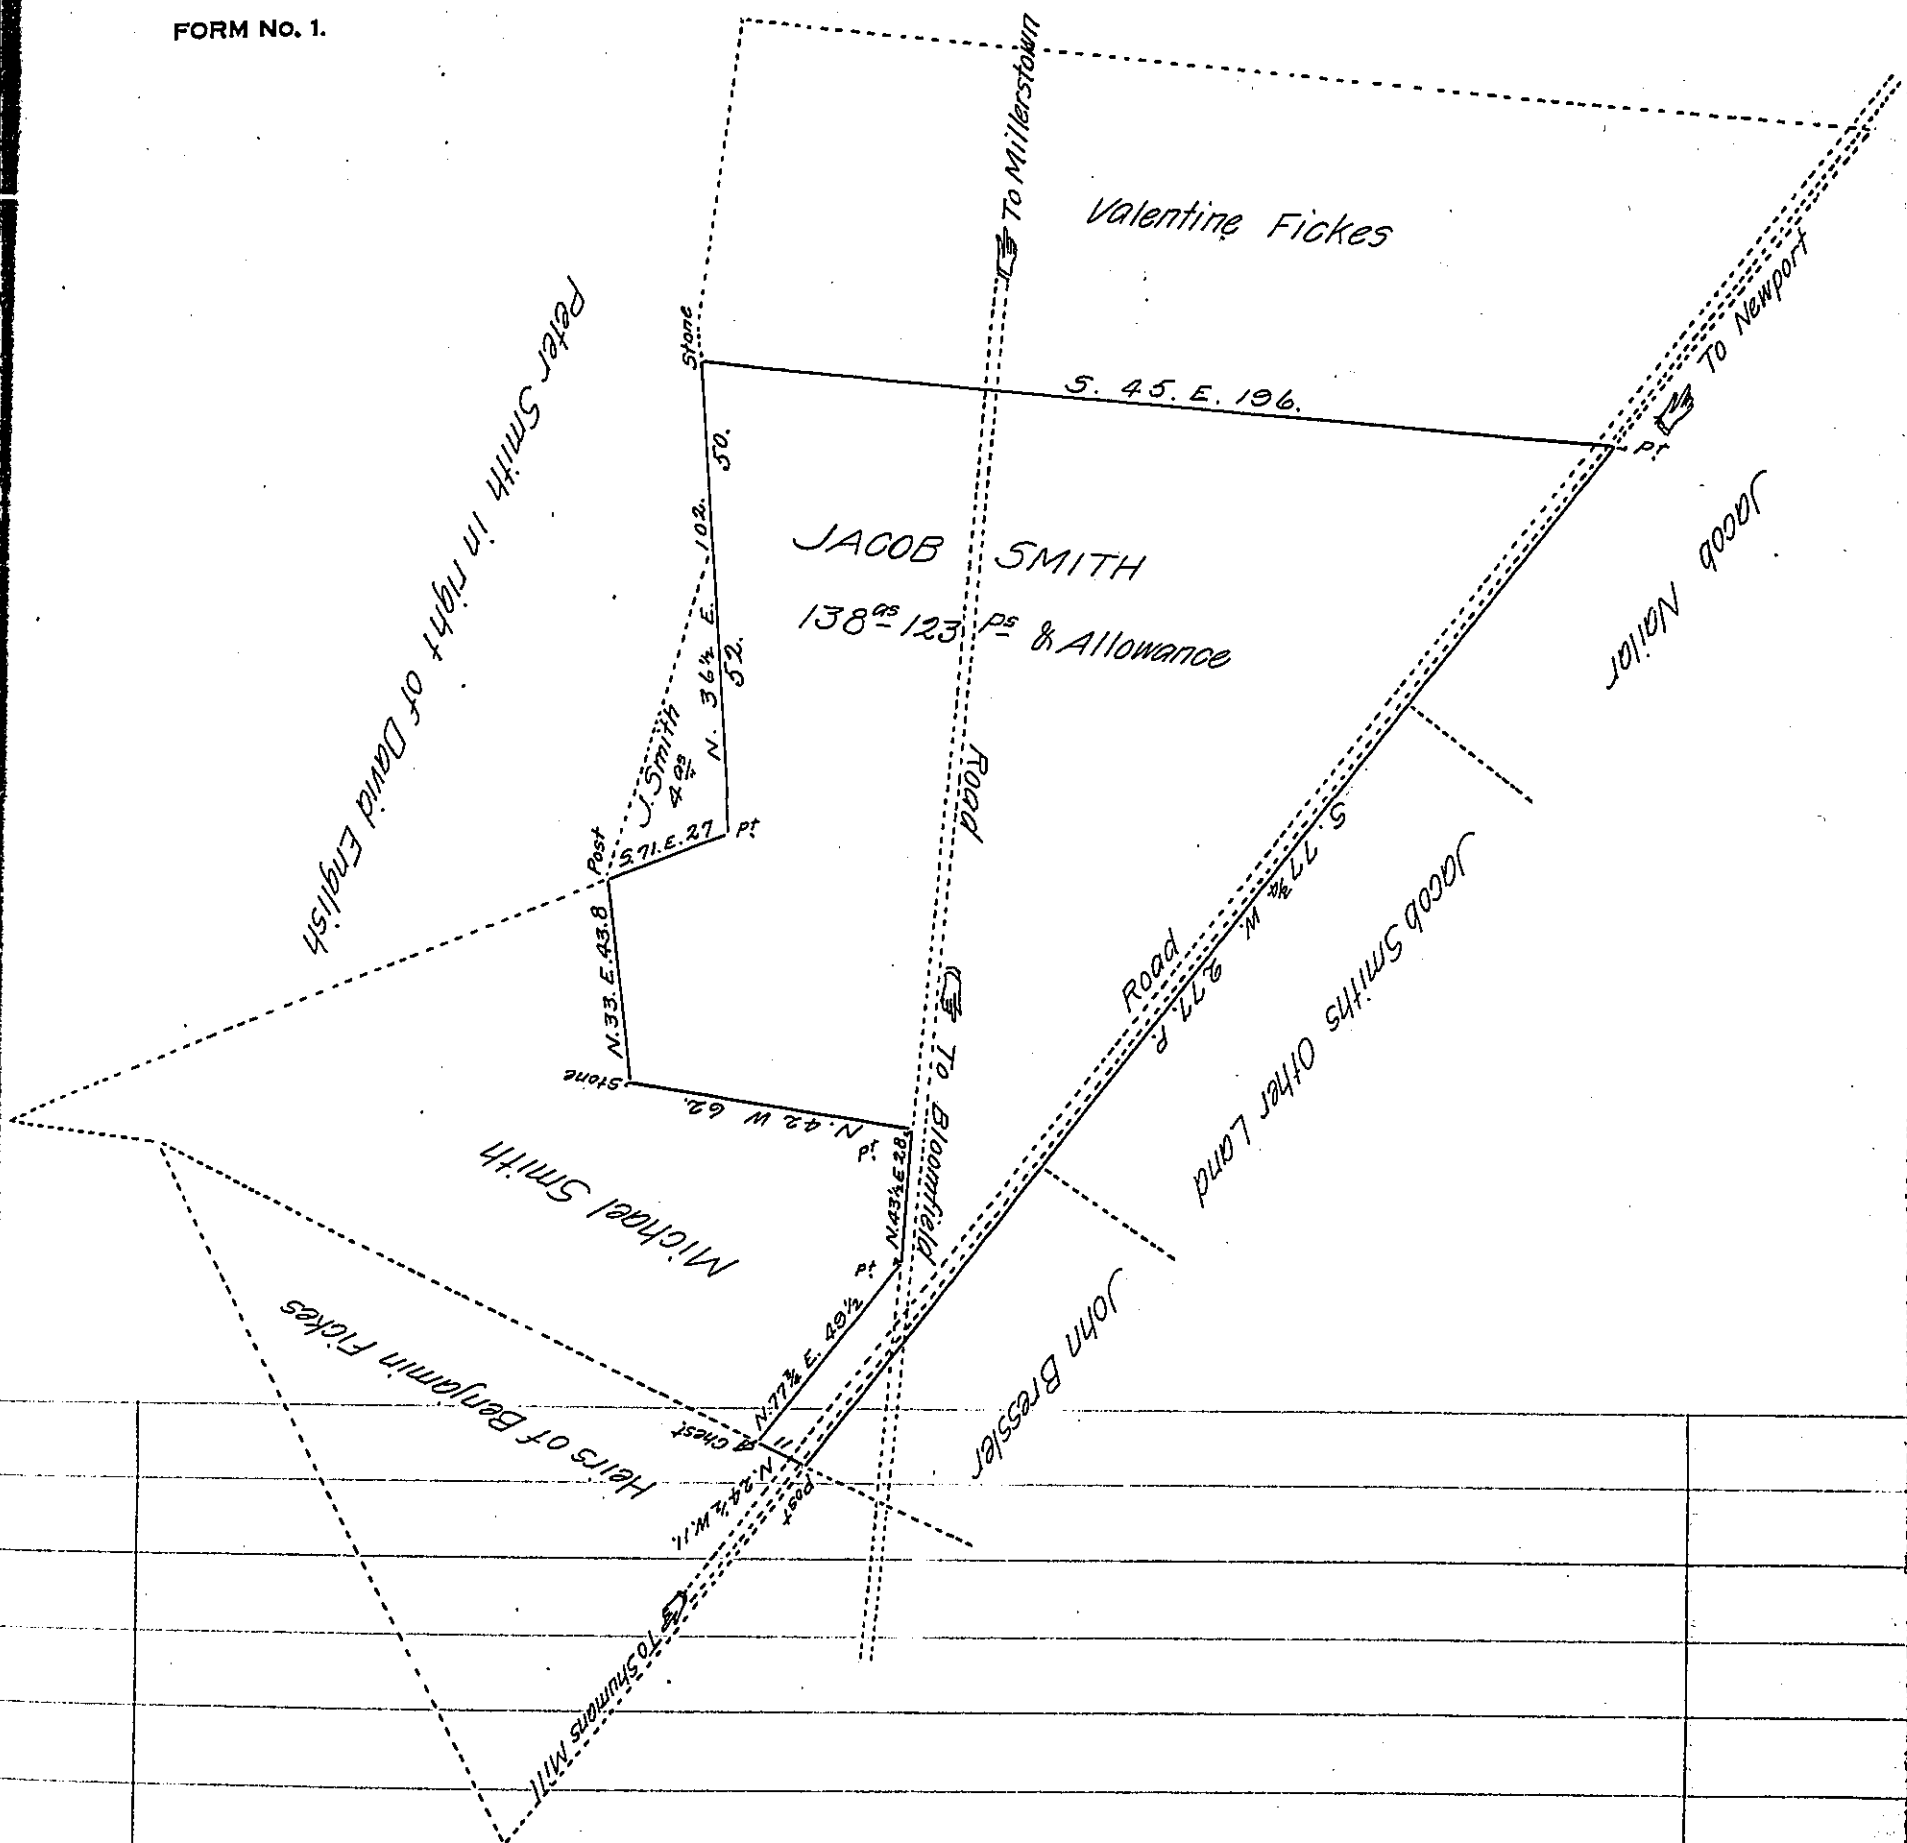 FORM No. 1.
To Millerstown
Valentine Fickes
To Newport
Peter Smith in right of David English
Stone
S. 45. E. 196.
Pt
50.
N. 36½ E. 102.
52.
JACOB SMITH
138as 123 Ps & Allowance
Jacob Nailar
J. Smith
4as
Post
S. 71. E. 27
Pt
Road
S. 77¾ W. 277. P.
Jacob Smiths Other Land
N. 33. E. 43.8
Road
To Bloomfield
Stone
N. 42 W 62.
Pt
N. 43½ E 28
Michael Smith
Pt
N. 77¾ E. 49½
John Bressler
Heirs of Benjamin Fickes
A Chest
11
N. 24½ W. 11.
Post
To Shumans Mill